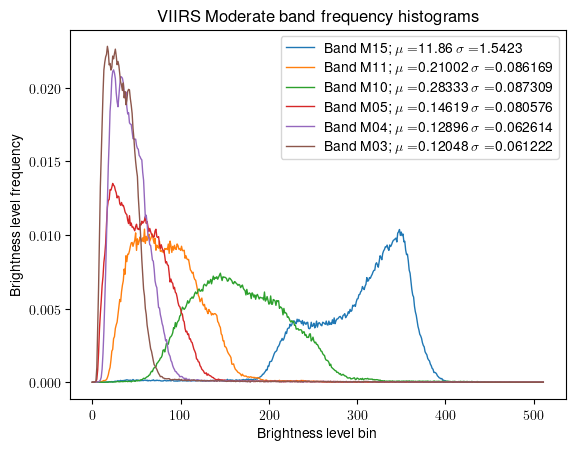 VIIRS Moderate band frequency histograms
Band M15; μ =11.86 σ =1.5423
Band M11; μ =0.21002 σ =0.086169
Band M10; μ =0.28333 σ =0.087309
Band M05; μ =0.14619 σ =0.080576
Band M04; μ =0.12896 σ =0.062614
Band M03; μ =0.12048 σ =0.061222
Brightness level frequency
0.020
0.015
0.010
0.005
0.000
0 100 200 300 400 500
Brightness level bin